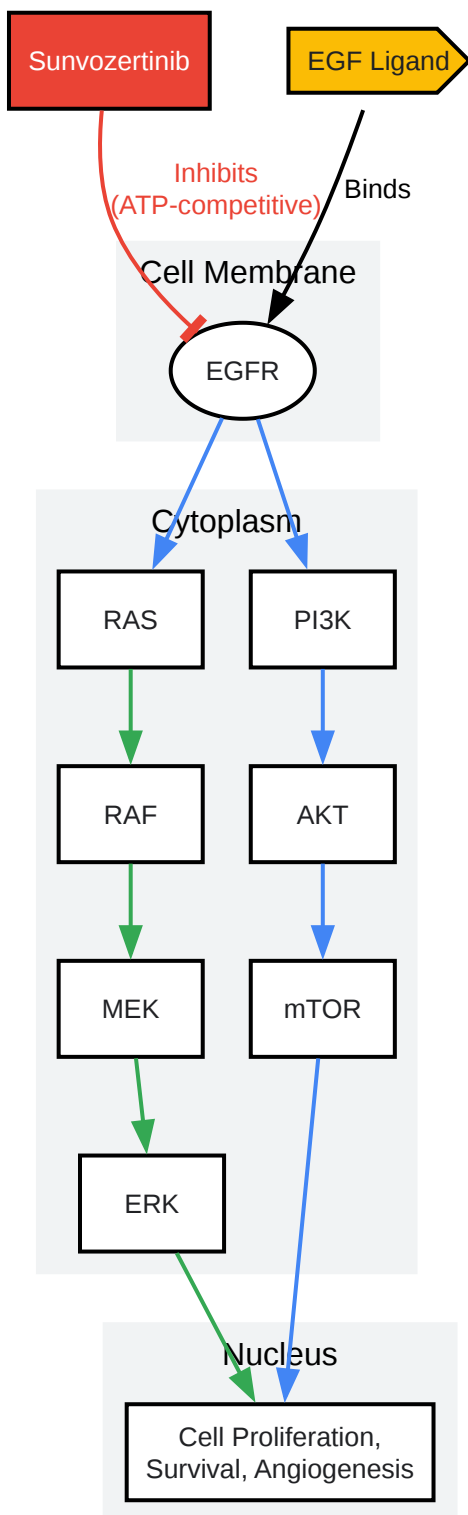 Sunvozertinib
EGF Ligand
Inhibits
(ATP-competitive)
Binds
Cell Membrane
EGFR
Cytoplasm
RAS
PI3K
RAF
AKT
MEK
mTOR
ERK
Nucleus
Cell Proliferation,
Survival, Angiogenesis